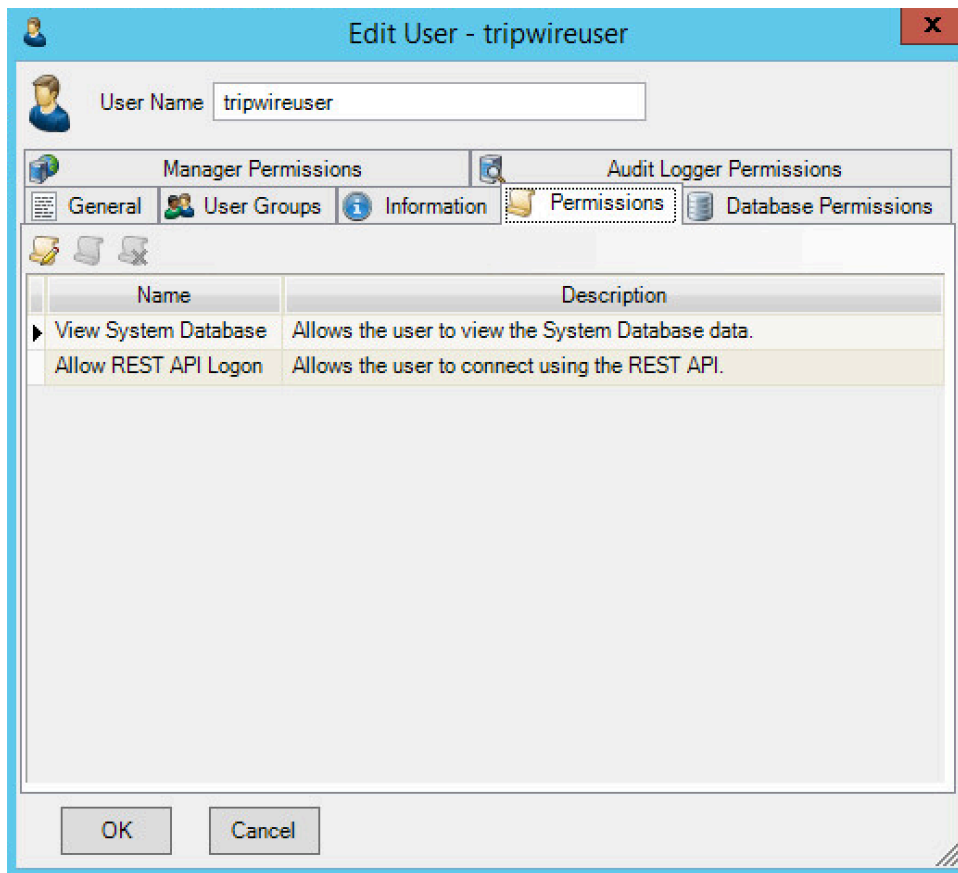 Edit User - tripwireuser
x
User Name tripwireuser
Manager Permissions Audit Logger Permissions
General User Groups Information Permissions Database Permissions
Name Description
View System Database Allows the user to view the System Database data.
Allow REST API Logon Allows the user to connect using the REST API.
OK Cancel